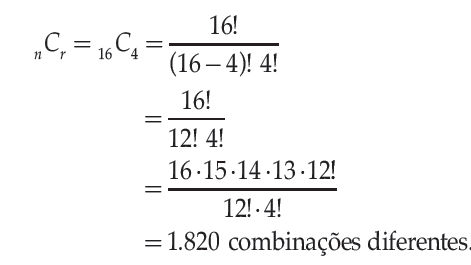 ₙCᵣ = ₁₆C₄ = 16! / (16 – 4)! 4!
= 16! / 12! 4!
= 16·15·14·13·12! / 12!·4!
= 1.820 combinações diferentes.